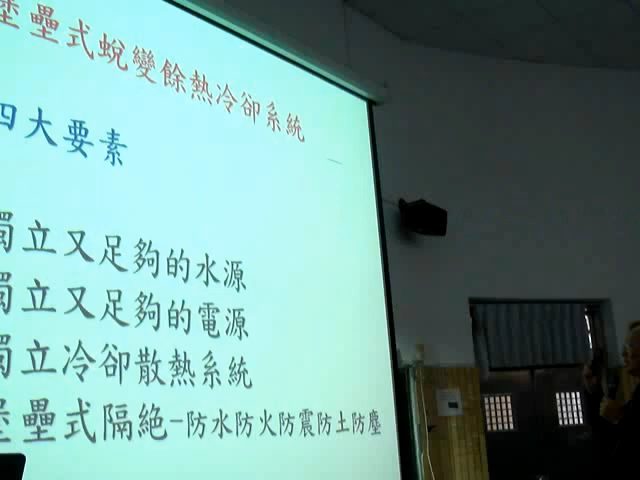 堡壘式蛻變餘熱冷卻系統
四大要素
獨立又足夠的水源
獨立又足夠的電源
獨立冷卻散熱系統
堡壘式隔絕-防水防火防震防土防塵